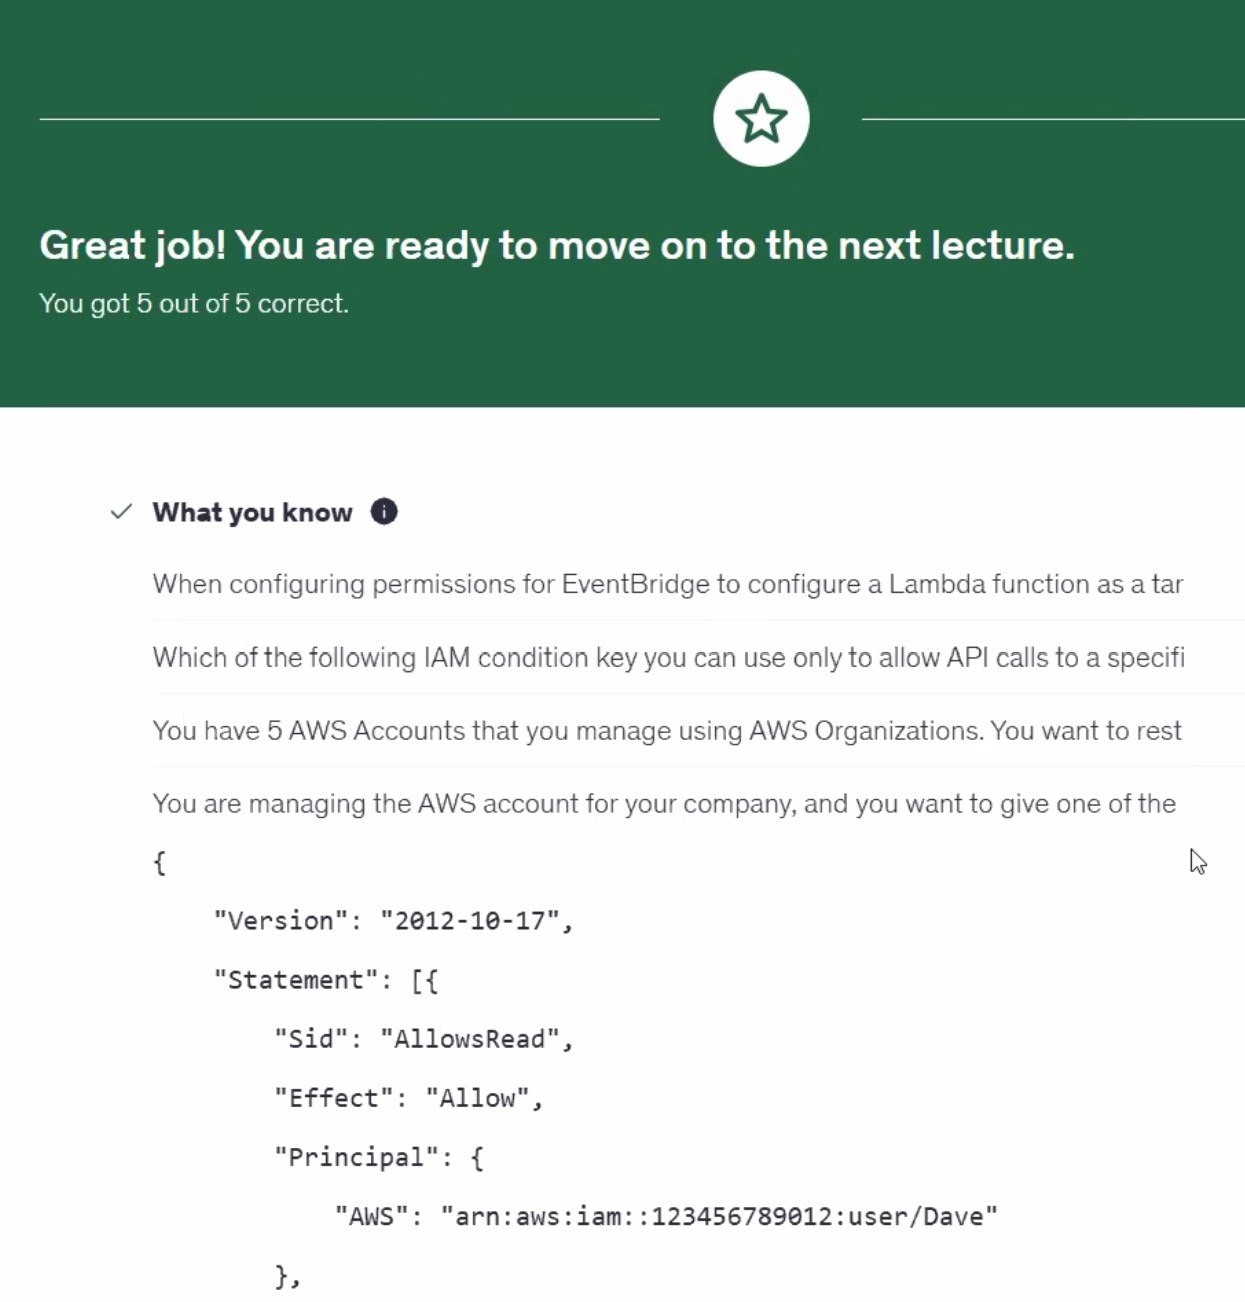 Great job! You are ready to move on to the next lecture.
You got 5 out of 5 correct.
What you know
When configuring permissions for EventBridge to configure a Lambda function as a tar
Which of the following IAM condition key you can use only to allow API calls to a specifi
You have 5 AWS Accounts that you manage using AWS Organizations. You want to rest
You are managing the AWS account for your company, and you want to give one of the
{
"Version": "2012-10-17",
"Statement": [{
"Sid": "AllowsRead",
"Effect": "Allow",
"Principal": {
"AWS": "arn:aws:iam::123456789012:user/Dave"
},